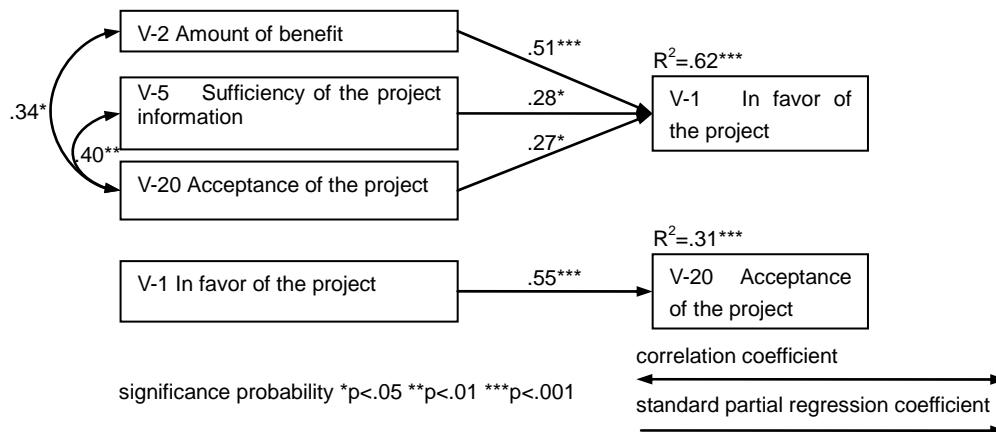 V-2 Amount of benefit
.51***
R²=.62***
V-5 Sufficiency of the project
information
.28*
V-1 In favor of
the project
.34*
.40**
.27*
V-20 Acceptance of the project
R²=.31***
V-1 In favor of the project
.55***
V-20 Acceptance
of the project
correlation coefficient
significance probability *p<.05 **p<.01 ***p<.001
standard partial regression coefficient